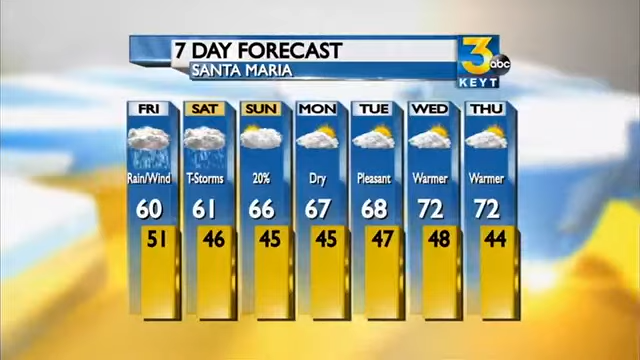 7 DAY FORECAST
SANTA MARIA
3 abc
KEYT
FRI SAT SUN MON TUE WED THU
Rain/Wind T-Storms 20% Dry Pleasant Warmer Warmer
60 61 66 67 68 72 72
51 46 45 45 47 48 44